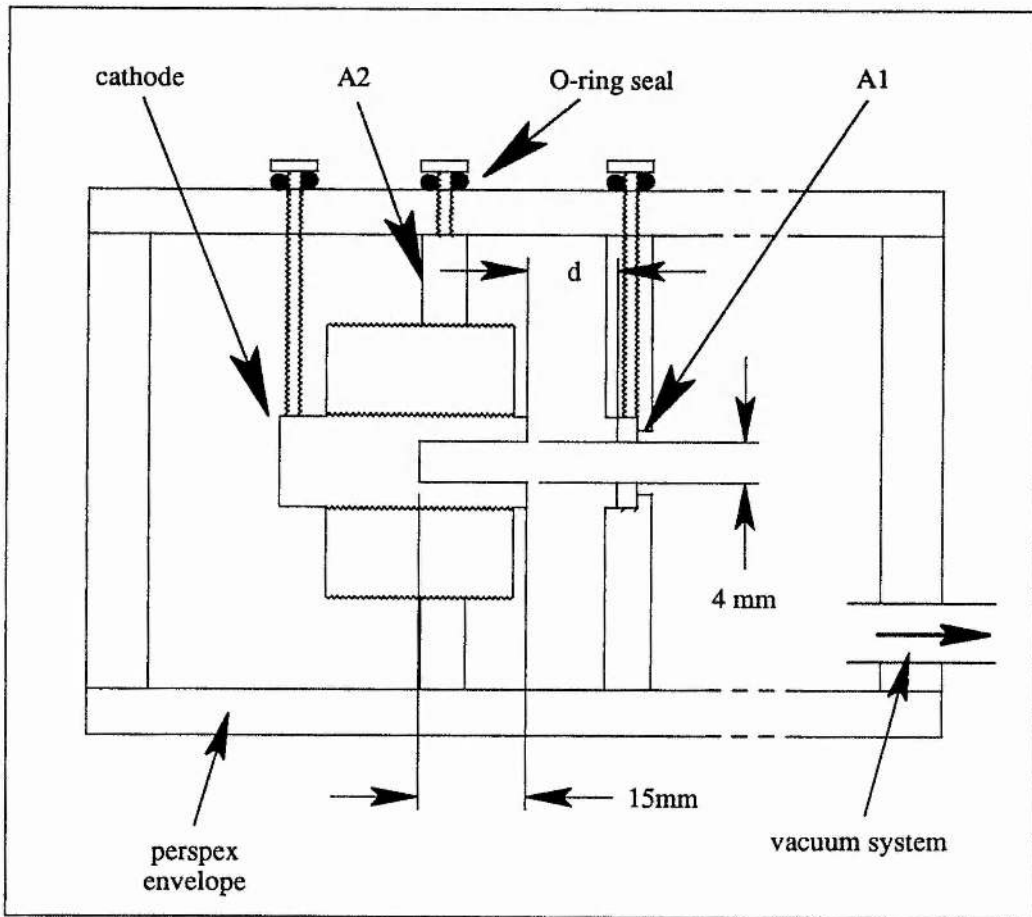 cathode
A2
O-ring seal
A1
d
4 mm
15mm
perspex
envelope
vacuum system